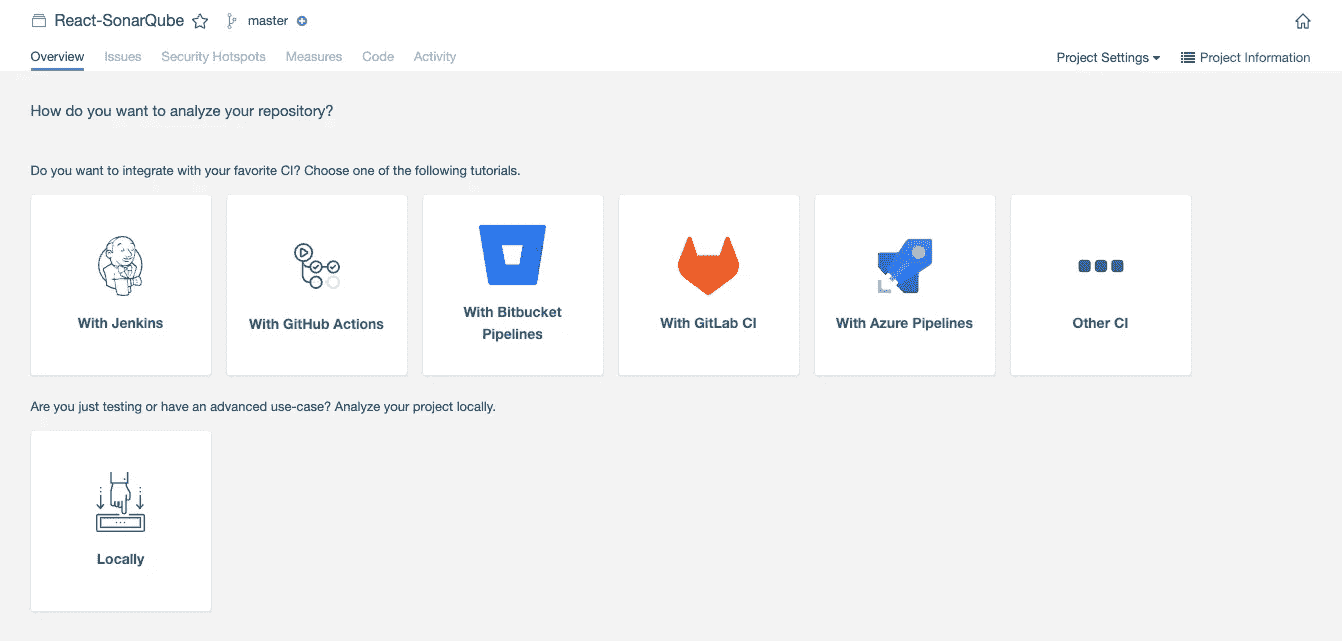 React-SonarQube master
Overview Issues Security Hotspots Measures Code Activity Project Settings Project Information
How do you want to analyze your repository?
Do you want to integrate with your favorite CI? Choose one of the following tutorials.
With Jenkins
With GitHub Actions
With Bitbucket
Pipelines
With GitLab CI
With Azure Pipelines
Other CI
Are you just testing or have an advanced use-case? Analyze your project locally.
Locally